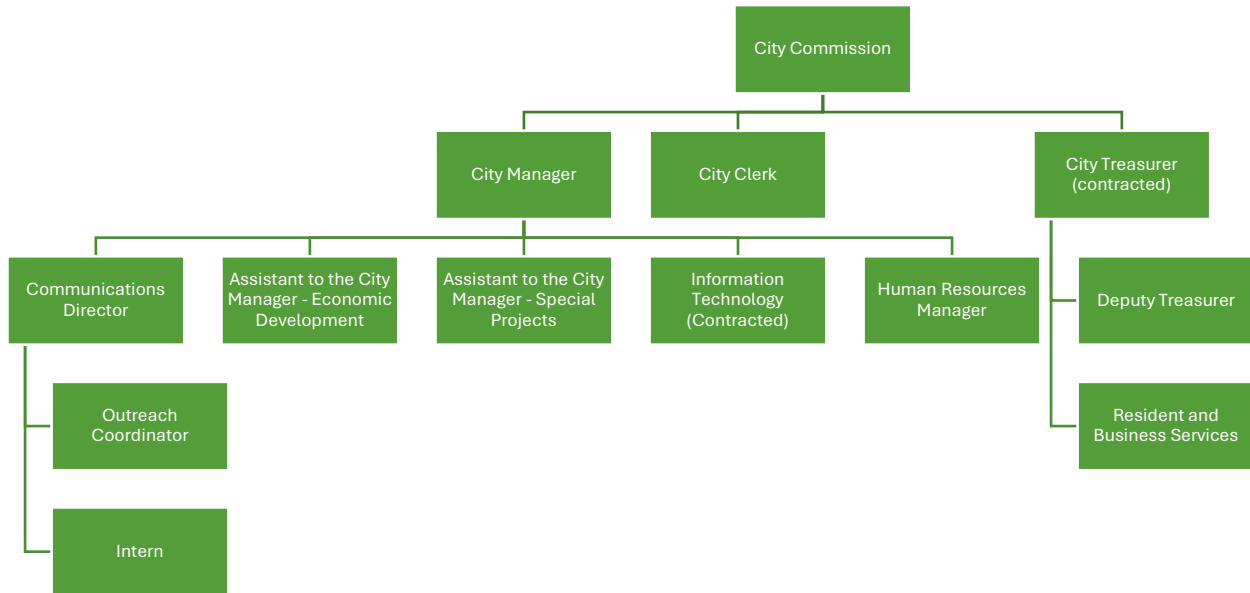 City Commission
City Manager
City Clerk
City Treasurer
(contracted)
Communications
Director
Assistant to the City
Manager - Economic
Development
Assistant to the City
Manager - Special
Projects
Information
Technology
(Contracted)
Human Resources
Manager
Deputy Treasurer
Outreach
Coordinator
Resident and
Business Services
Intern